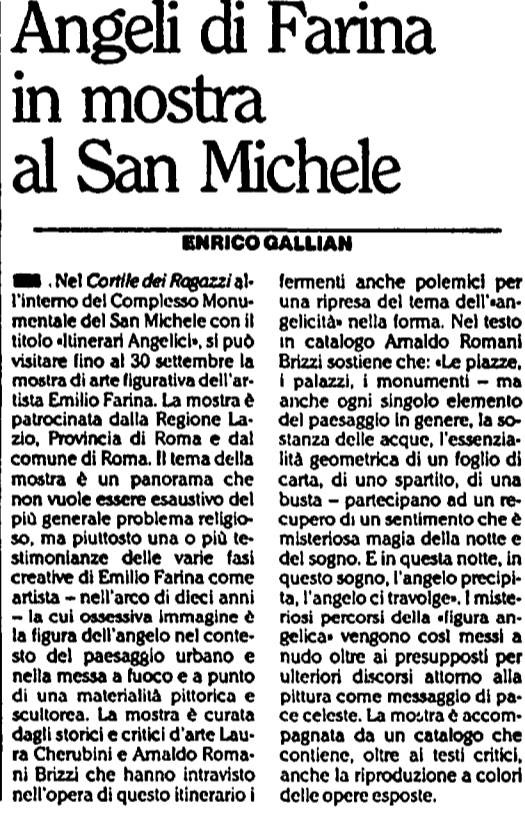 Angeli di Farina
in mostra
al San Michele
ENRICO GALLIAN
■■ . Nel Cortile dei Ragazzi al-
l'interno del Complesso Monu-
mentale del San Michele con il
titolo «Itinerari Angelici», si può
visitare fino al 30 settembre la
mostra di arte figurativa dell'ar-
tista Emilio Farina. La mostra è
patrocinata dalla Regione La-
zio, Provincia di Roma e dal
comune di Roma. Il tema della
mostra è un panorama che
non vuole essere esaustivo del
più generale problema religio-
so, ma piuttosto una o più te-
stimonianze delle varie fasi
creative di Emilio Farina come
artista – nell'arco di dieci anni
– la cui ossessiva immagine è
la figura dell'angelo nel conte-
sto del paesaggio urbano e
nella messa a fuoco e a punto
di una materialità pittorica e
scultorea. La mostra è curata
dagli storici e critici d'arte Lau-
ra Cherubini e Arnaldo Roma-
ni Brizzi che hanno intravisto
nell'opera di questo itinerario i
fermenti anche polemici per
una ripresa del tema dell'«an-
gelicità» nella forma. Nel testo
in catalogo Arnaldo Romani
Brizzi sostiene che: «Le piazze,
i palazzi, i monumenti – ma
anche ogni singolo elemento
del paesaggio in genere, la so-
stanza delle acque, l'essenzia-
lità geometrica di un foglio di
carta, di uno spartito, di una
busta – partecipano ad un re-
cupero di un sentimento che è
misteriosa magia della notte e
del sogno. E in questa notte, in
questo sogno, l'angelo precipi-
ta, l'angelo ci travolge». I miste-
riosi percorsi della «figura an-
gelica» vengono così messi a
nudo oltre ai presupposti per
ulteriori discorsi attorno alla
pittura come messaggio di pa-
ce celeste. La mostra è accom-
pagnata da un catalogo che
contiene, oltre ai testi critici,
anche la riproduzione a colori
delle opere esposte.